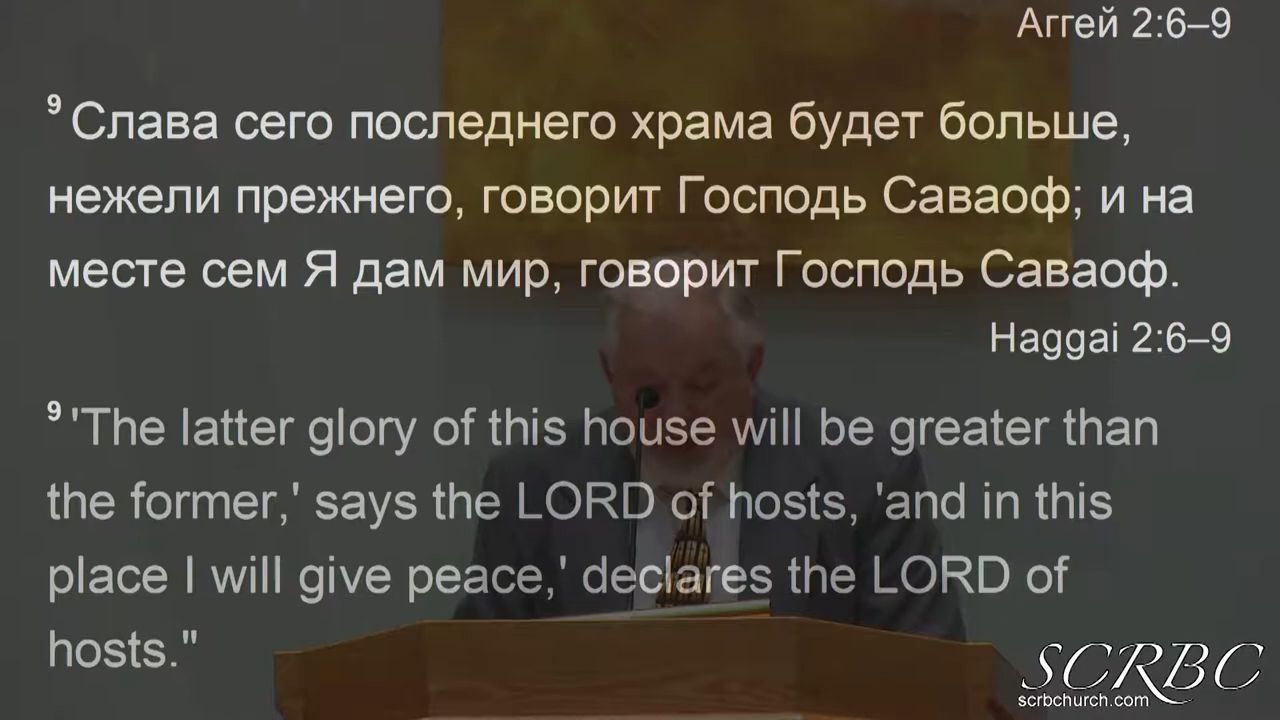 Аггей 2:6–9
9 Слава сего последнего храма будет больше,
нежели прежнего, говорит Господь Саваоф; и на
месте сем Я дам мир, говорит Господь Саваоф.
Haggai 2:6–9
9 'The latter glory of this house will be greater than
the former,' says the LORD of hosts, 'and in this
place I will give peace,' declares the LORD of
hosts."
SCRBC
scrbchurch.com